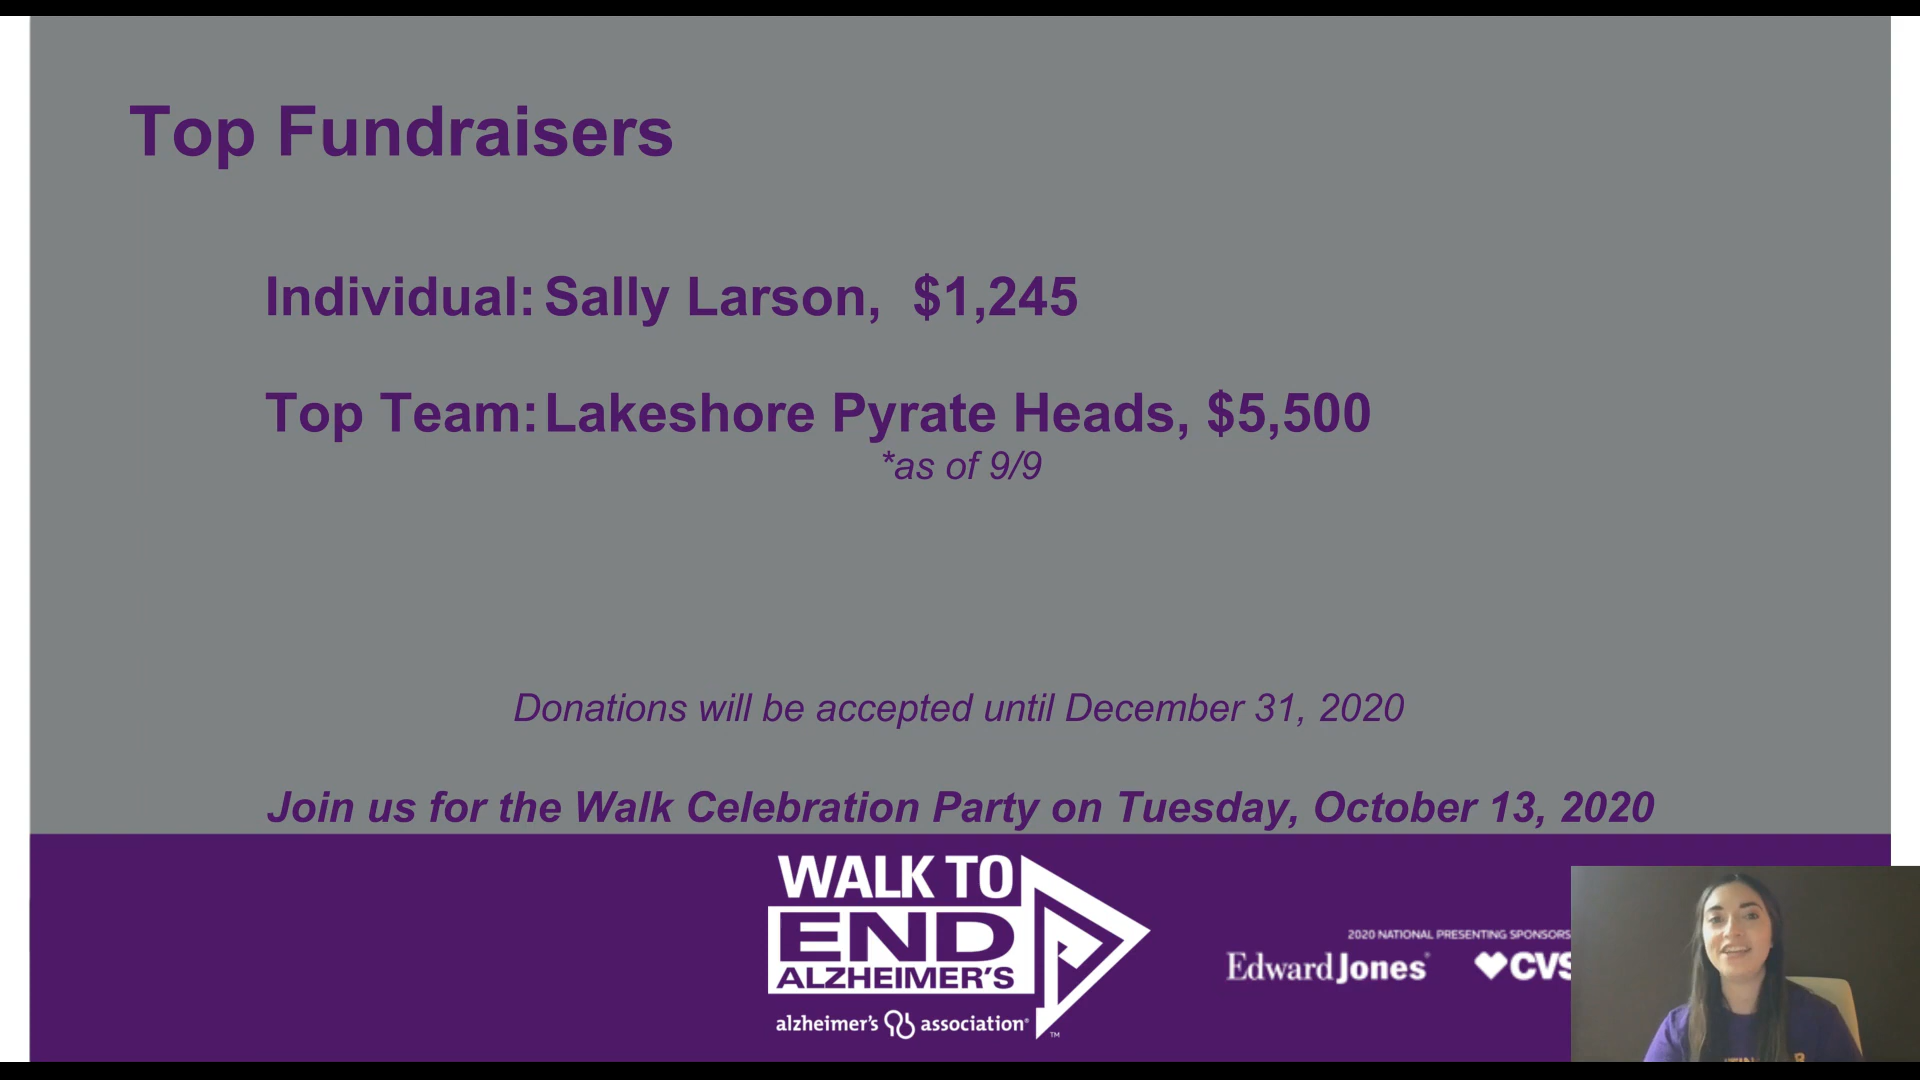 Top Fundraisers
Individual: Sally Larson, $1,245
Top Team: Lakeshore Pyrate Heads, $5,500
*as of 9/9
Donations will be accepted until December 31, 2020
Join us for the Walk Celebration Party on Tuesday, October 13, 2020
WALK TO
END
ALZHEIMER'S
alzheimer's association®
™
2020 NATIONAL PRESENTING SPONSORS
Edward Jones®
CVS